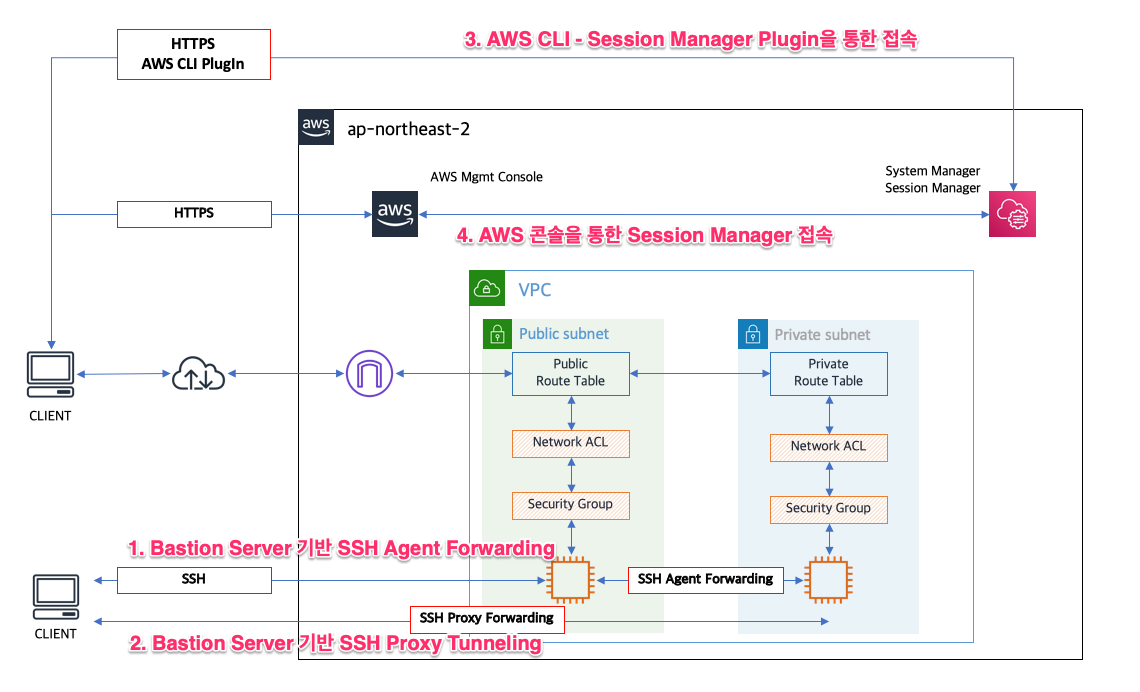 HTTPS
AWS CLI PlugIn
3. AWS CLI - Session Manager Plugin을 통한 접속
aws
ap-northeast-2
AWS Mgmt Console
System Manager
Session Manager
HTTPS
aws
4. AWS 콘솔을 통한 Session Manager 접속
VPC
Public subnet
Private subnet
Public
Route Table
Private
Route Table
CLIENT
Network ACL
Network ACL
Security Group
Security Group
1. Bastion Server 기반 SSH Agent Forwarding
SSH
SSH Agent Forwarding
SSH Proxy Forwarding
CLIENT
2. Bastion Server 기반 SSH Proxy Tunneling